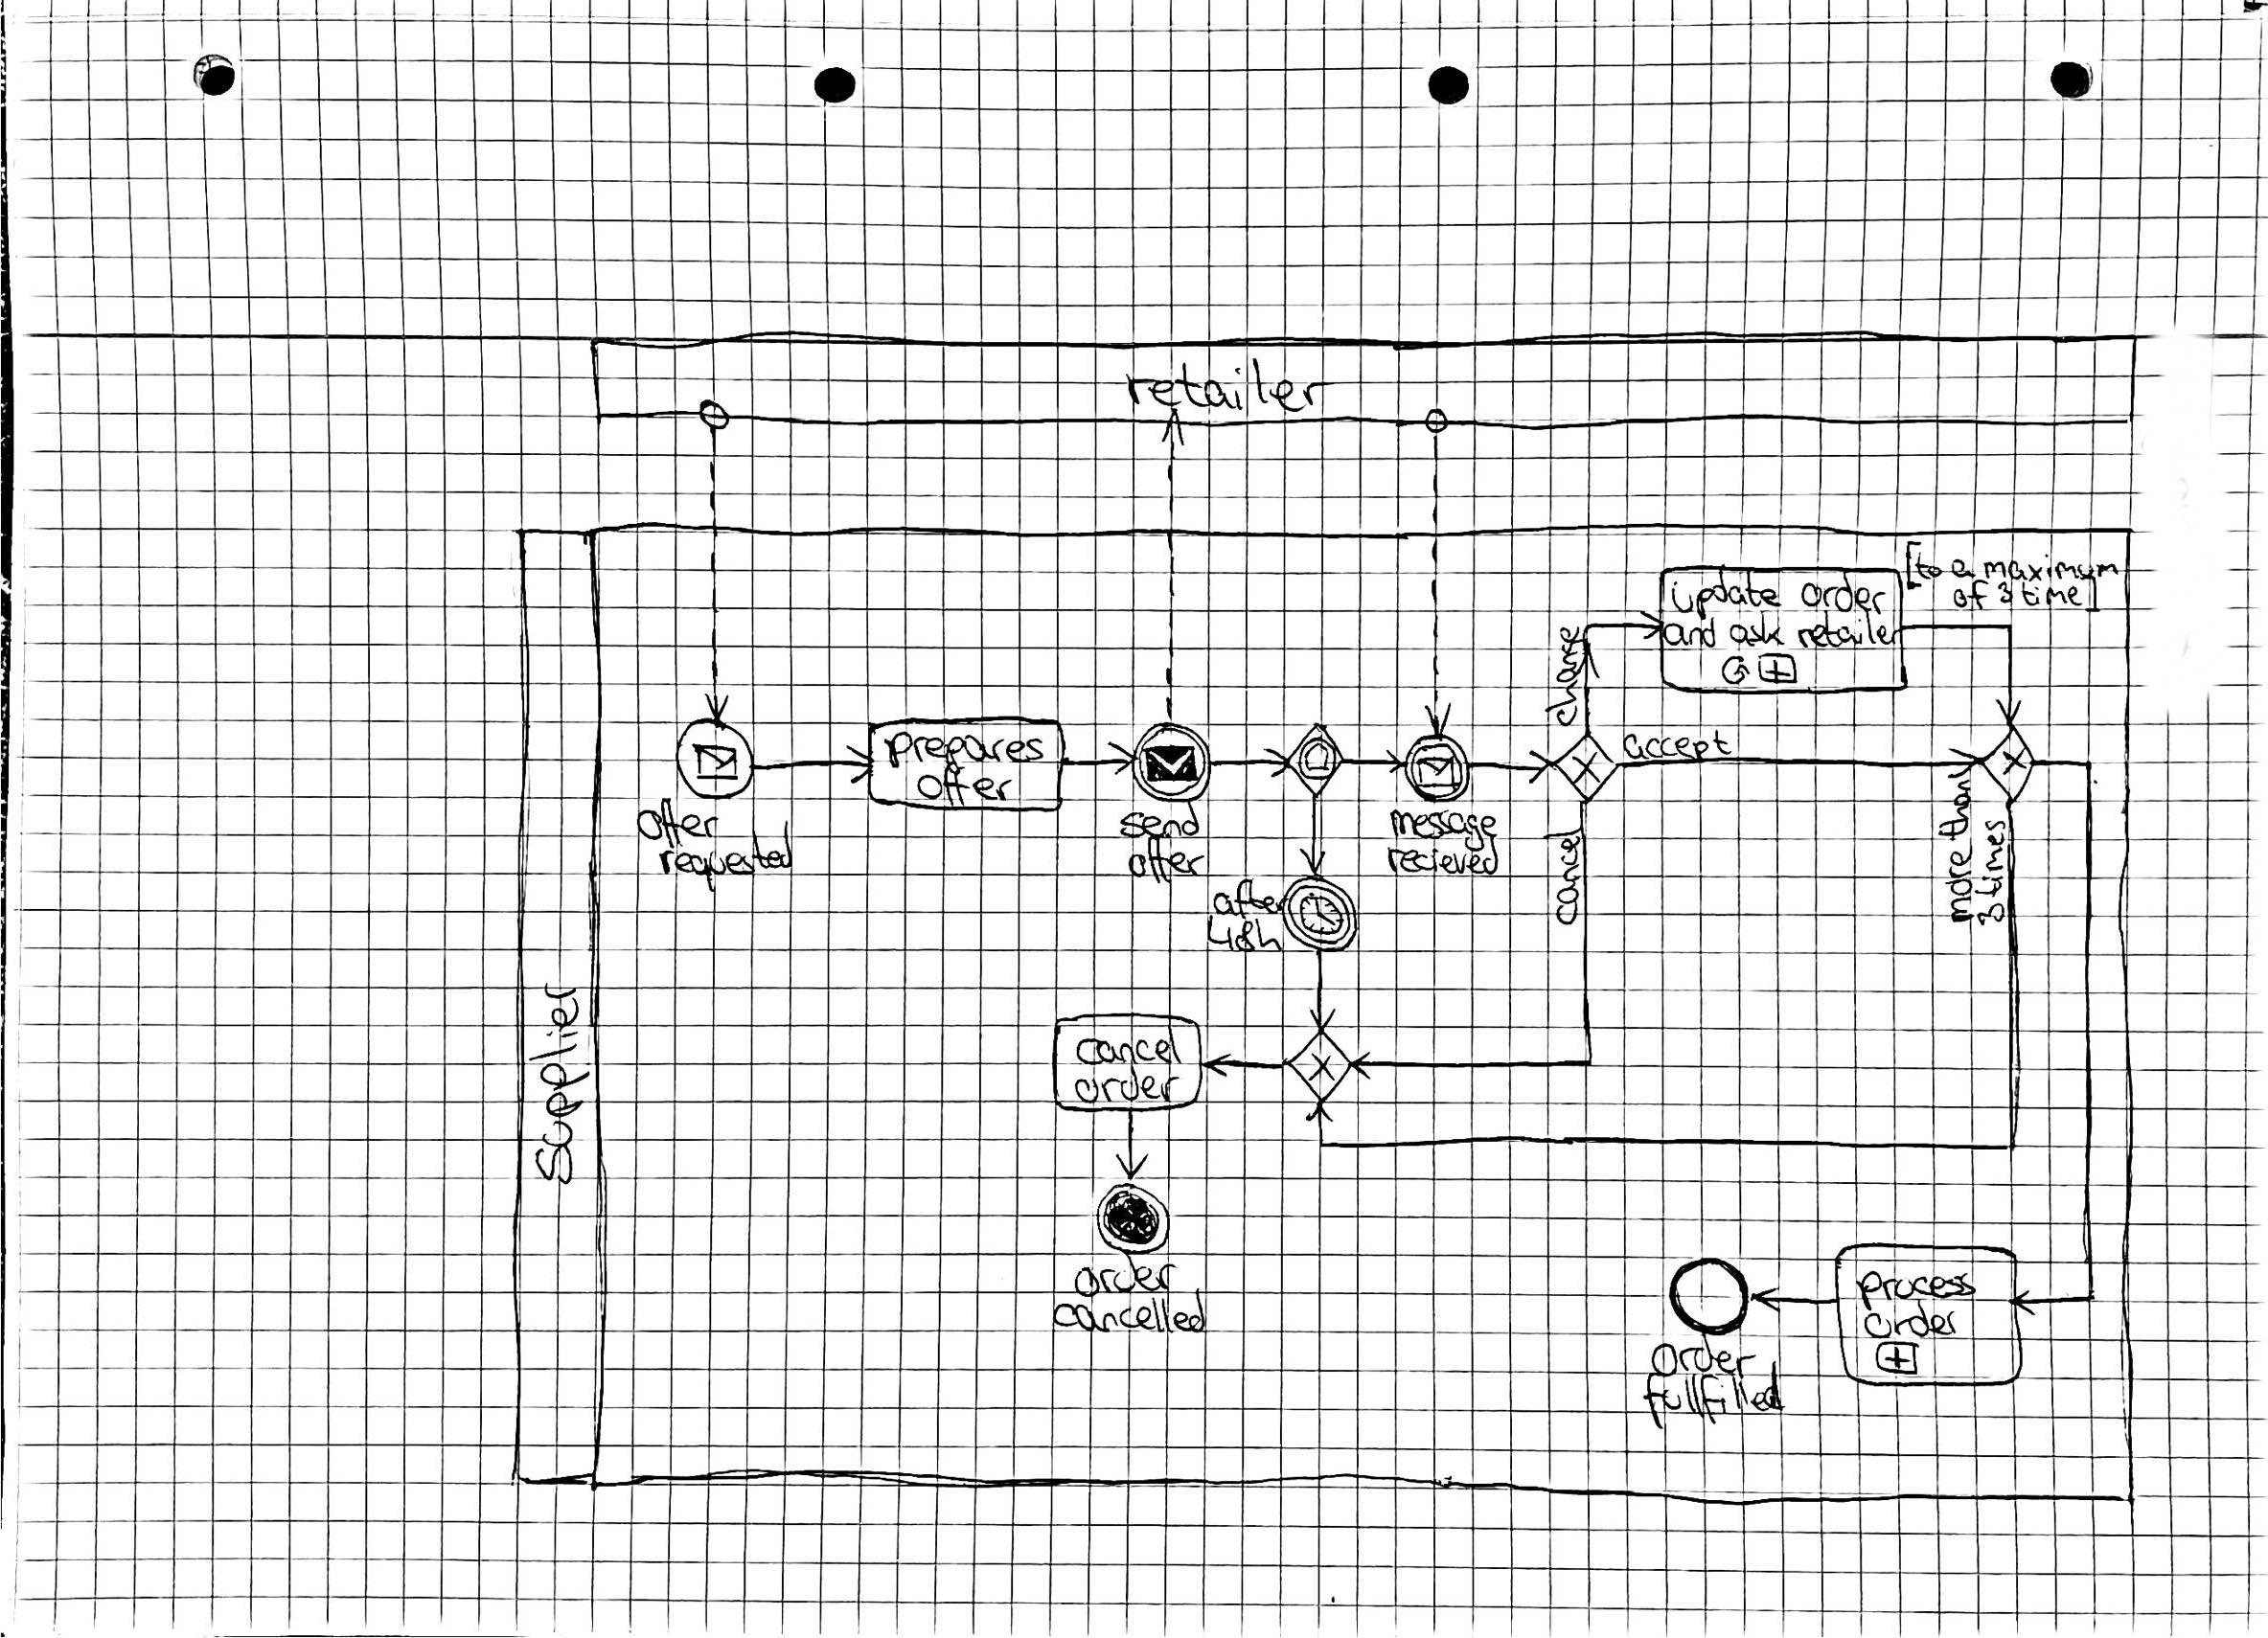 retailer
Supplier
offer
requested
prepares
offer
send
offer
after
48h
message
recieved
change
accept
cancel
update order
and ask retailer
[to a maximum
of 3 time]
more than
3 times
cancel
order
order
cancelled
process
order
order
fullfilled